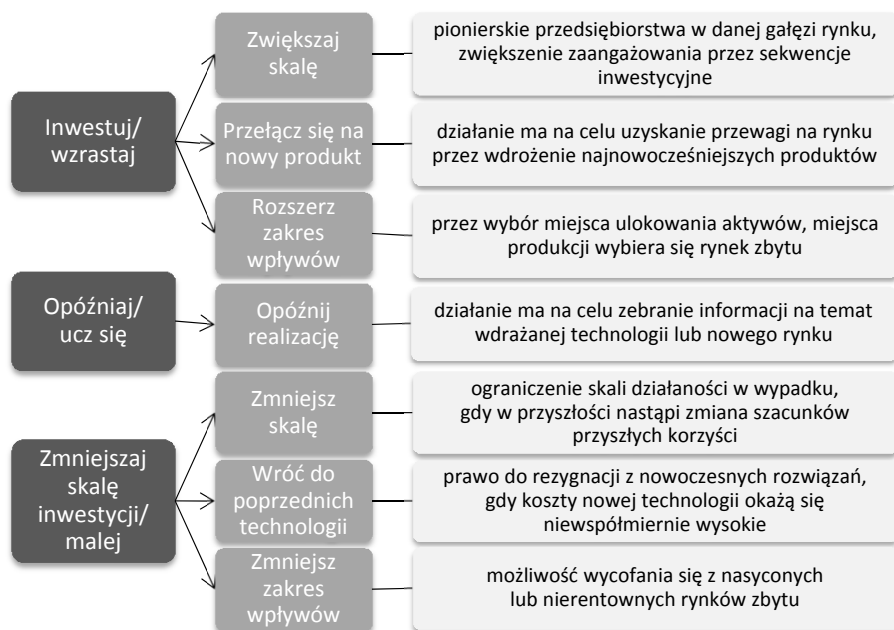 Inwestuj/
wzrastaj
Zwiększaj
skalę
pionierskie przedsiębiorstwa w danej gałęzi rynku,
zwiększenie zaangażowania przez sekwencje
inwestycyjne
Przełącz się na
nowy produkt
działanie ma na celu uzyskanie przewagi na rynku
przez wdrożenie najnowocześniejszych produktów
Rozszerz
zakres
wpływów
przez wybór miejsca ulokowania aktywów, miejsca
produkcji wybiera się rynek zbytu
Opóźniaj/
ucz się
Opóźnij
realizację
działanie ma na celu zebranie informacji na temat
wdrażanej technologii lub nowego rynku
Zmniejszaj
skalę
inwestycji/
malej
Zmniejsz
skalę
ograniczenie skali działaności w wypadku,
gdy w przyszłości nastąpi zmiana szacunków
przyszłych korzyści
Wróć do
poprzednich
technologii
prawo do rezygnacji z nowoczesnych rozwiązań,
gdy koszty nowej technologii okażą się
niewspółmiernie wysokie
Zmniejsz
zakres
wpływów
możliwość wycofania się z nasyconych
lub nierentownych rynków zbytu